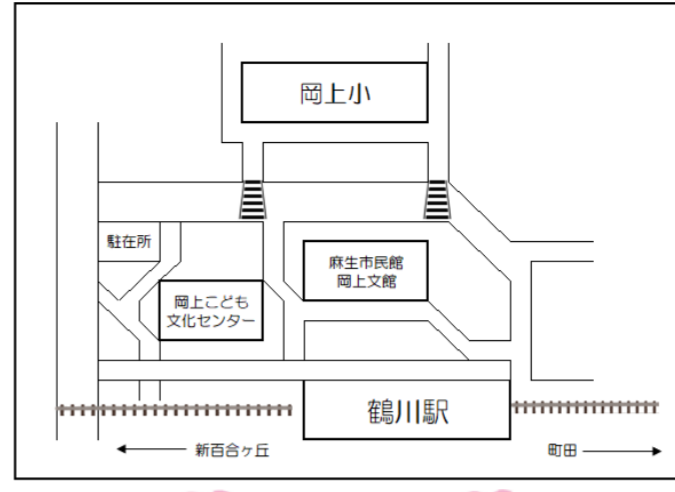 岡上小
駐在所
麻生市民館
岡上文館
岡上こども
文化センター
鶴川駅
新百合ヶ丘
町田